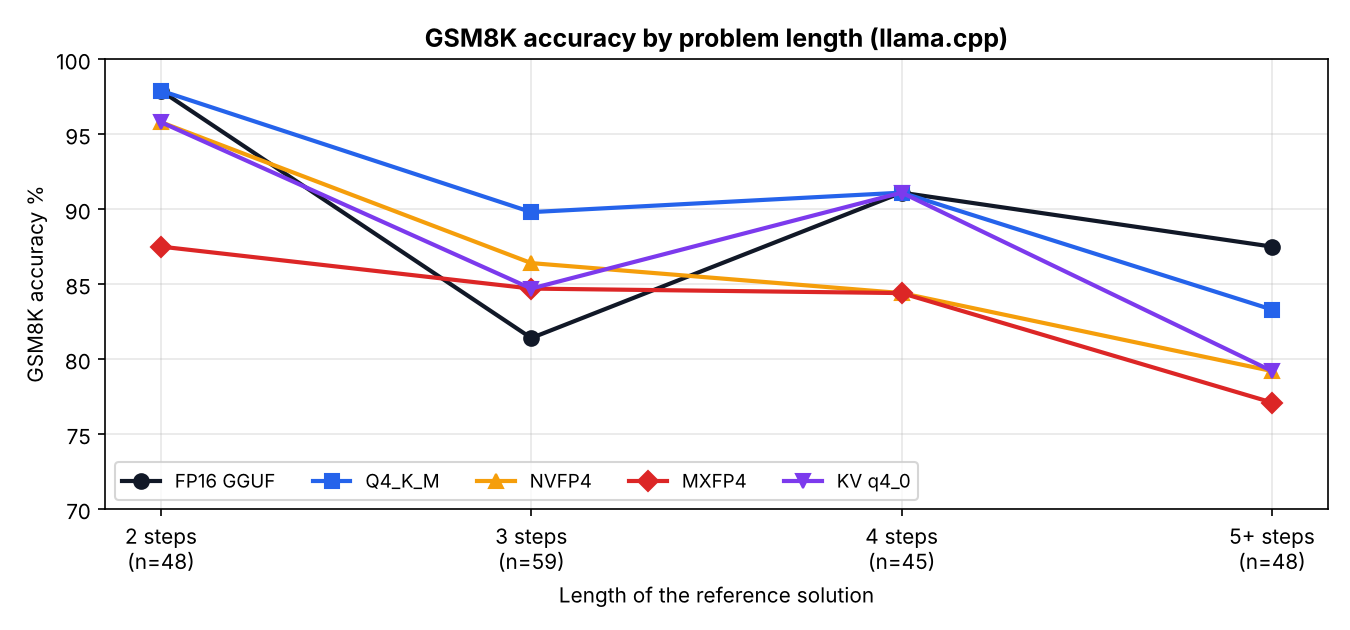 GSM8K accuracy by problem length (llama.cpp)
GSM8K accuracy %
100
95
90
85
80
75
70
FP16 GGUF
Q4_K_M
NVFP4
MXFP4
KV q4_0
2 steps
(n=48)
3 steps
(n=59)
4 steps
(n=45)
5+ steps
(n=48)
Length of the reference solution